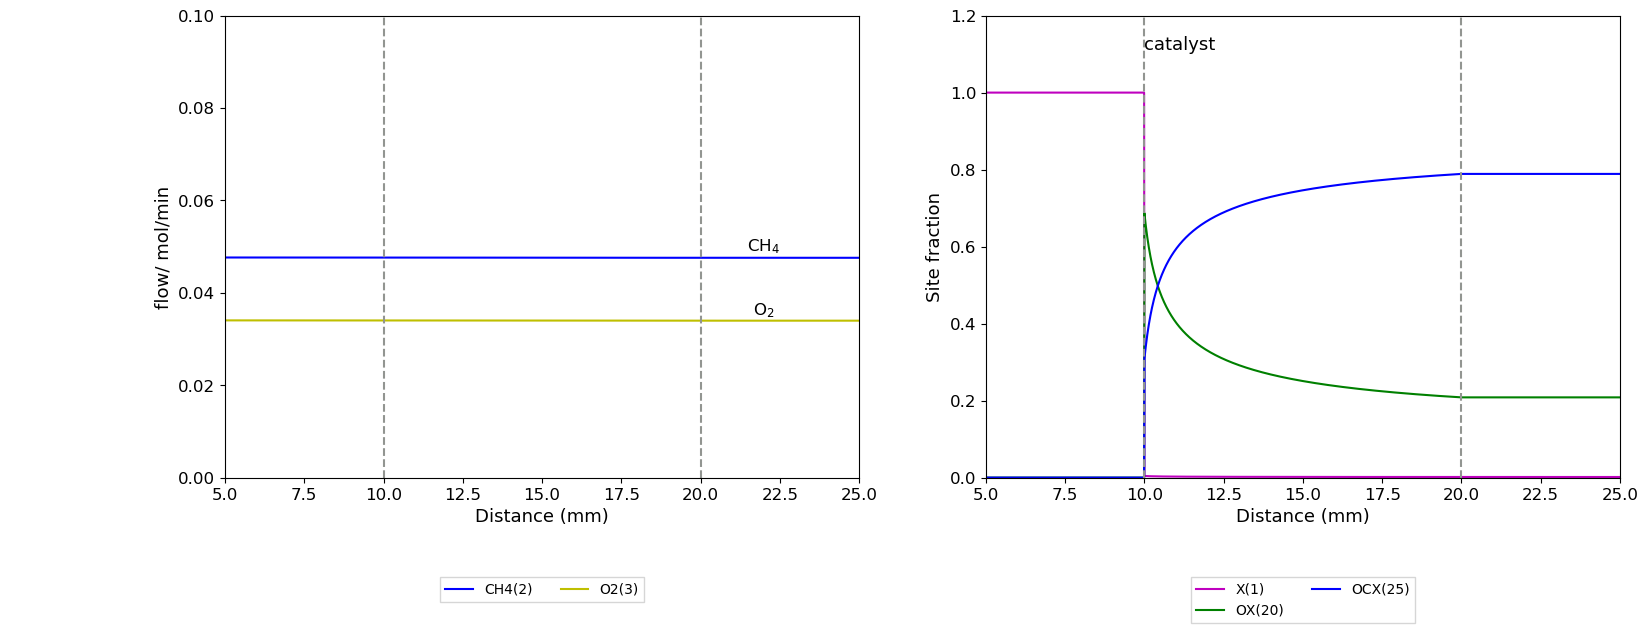 0.10
0.08
0.06
0.04
0.02
0.00
flow/ mol/min
CH₄
O₂
5.0 7.5 10.0 12.5 15.0 17.5 20.0 22.5 25.0
Distance (mm)
CH4(2) O2(3)
1.2
1.0
0.8
0.6
0.4
0.2
0.0
Site fraction
catalyst
5.0 7.5 10.0 12.5 15.0 17.5 20.0 22.5 25.0
Distance (mm)
X(1) OCX(25)
OX(20)